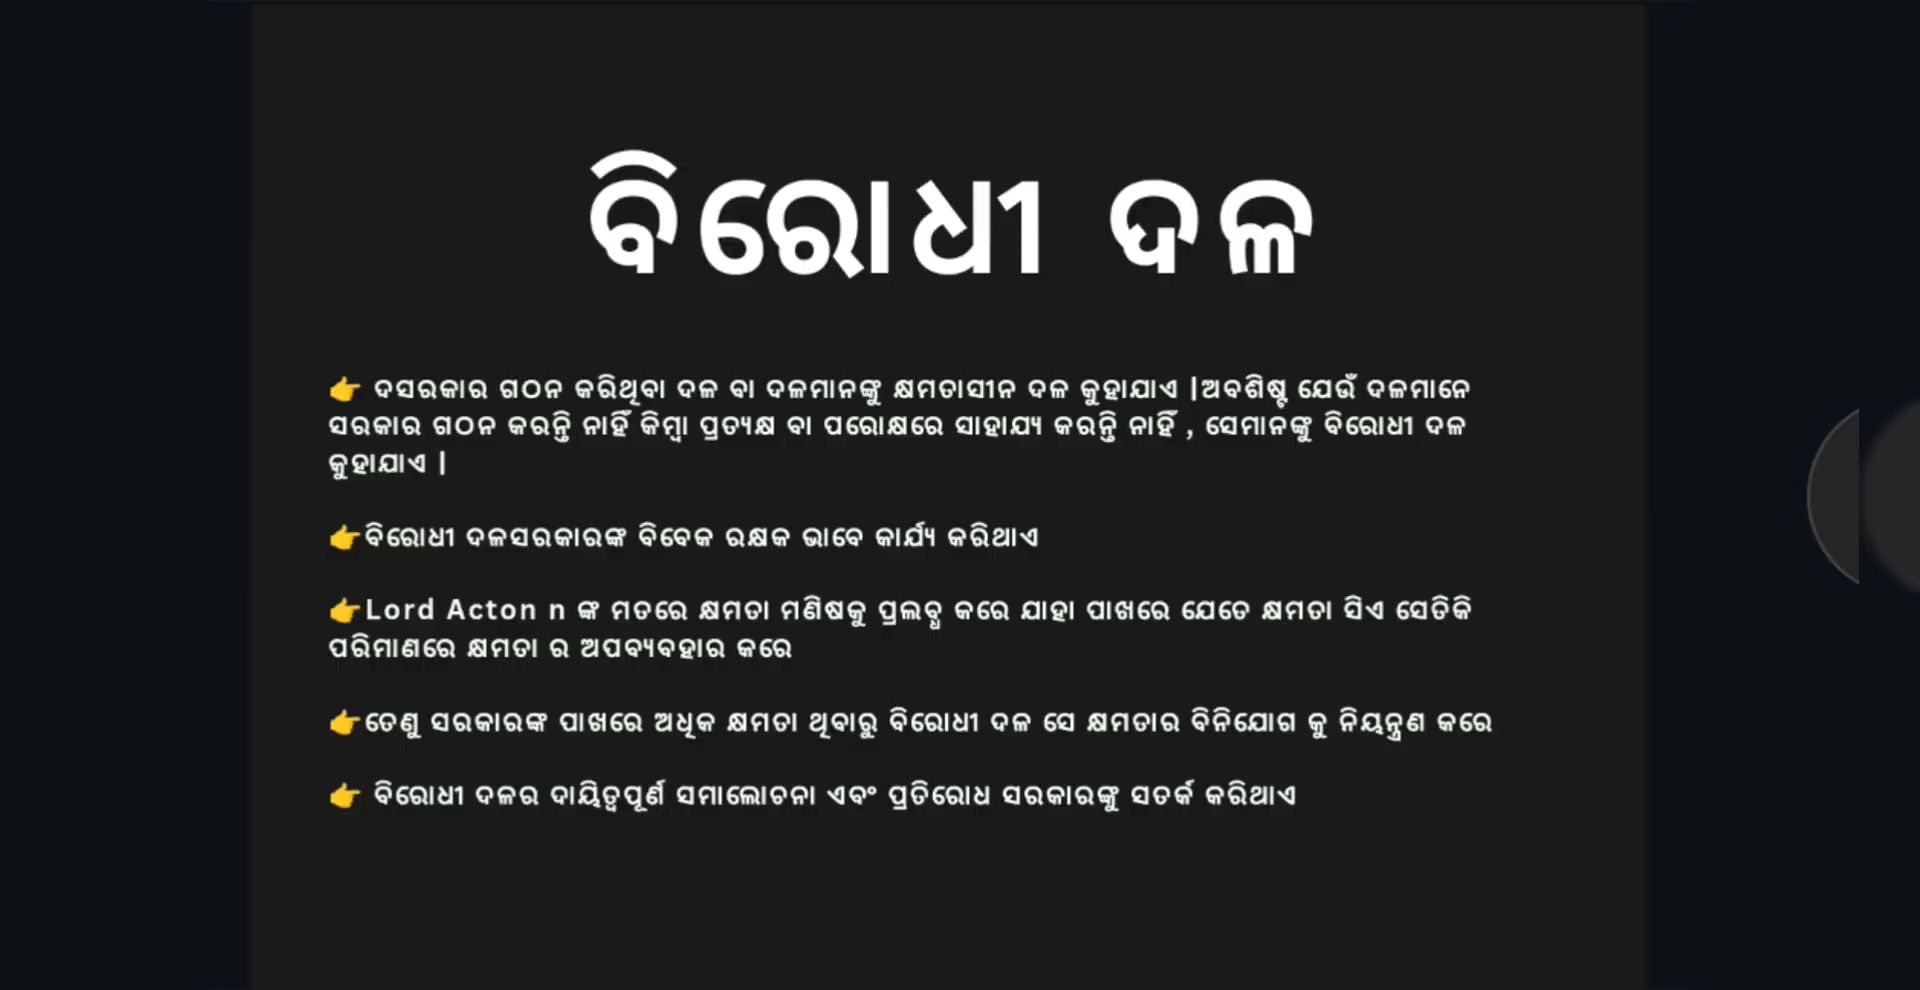 ବିରୋଧୀ ଦଳ
👉 ଦସରକାର ଗଠନ କରିଥିବା ଦଳ ବା ଦଳମାନଙ୍କୁ କ୍ଷମତାସୀନ ଦଳ କୁହାଯାଏ |ଅବଶିଷ୍ଟ ଯେଉଁ ଦଳମାନେ
ସରକାର ଗଠନ କରନ୍ତି ନାହିଁ କିମ୍ବା ପ୍ରତ୍ୟକ୍ଷ ବା ପରୋକ୍ଷରେ ସାହାଯ୍ୟ କରନ୍ତି ନାହିଁ , ସେମାନଙ୍କୁ ବିରୋଧୀ ଦଳ
କୁହାଯାଏ |
👉ବିରୋଧୀ ଦଳସରକାରଙ୍କ ବିବେକ ରକ୍ଷକ ଭାବେ କାର୍ଯ୍ୟ କରିଥାଏ
👉Lord Acton n ଙ୍କ ମତରେ କ୍ଷମତା ମଣିଷକୁ ପ୍ରଲବ୍ଧ କରେ ଯାହା ପାଖରେ ଯେତେ କ୍ଷମତା ସିଏ ସେତିକି
ପରିମାଣରେ କ୍ଷମତା ର ଅପବ୍ୟବହାର କରେ
👉ତେଣୁ ସରକାରଙ୍କ ପାଖରେ ଅଧିକ କ୍ଷମତା ଥିବାରୁ ବିରୋଧୀ ଦଳ ସେ କ୍ଷମତାର ବିନିଯୋଗ କୁ ନିୟନ୍ତ୍ରଣ କରେ
👉 ବିରୋଧୀ ଦଳର ଦାୟିତ୍ୱପୂର୍ଣ ସମାଲୋଚନା ଏବଂ ପ୍ରତିରୋଧ ସରକାରଙ୍କୁ ସତର୍କ କରିଥାଏ